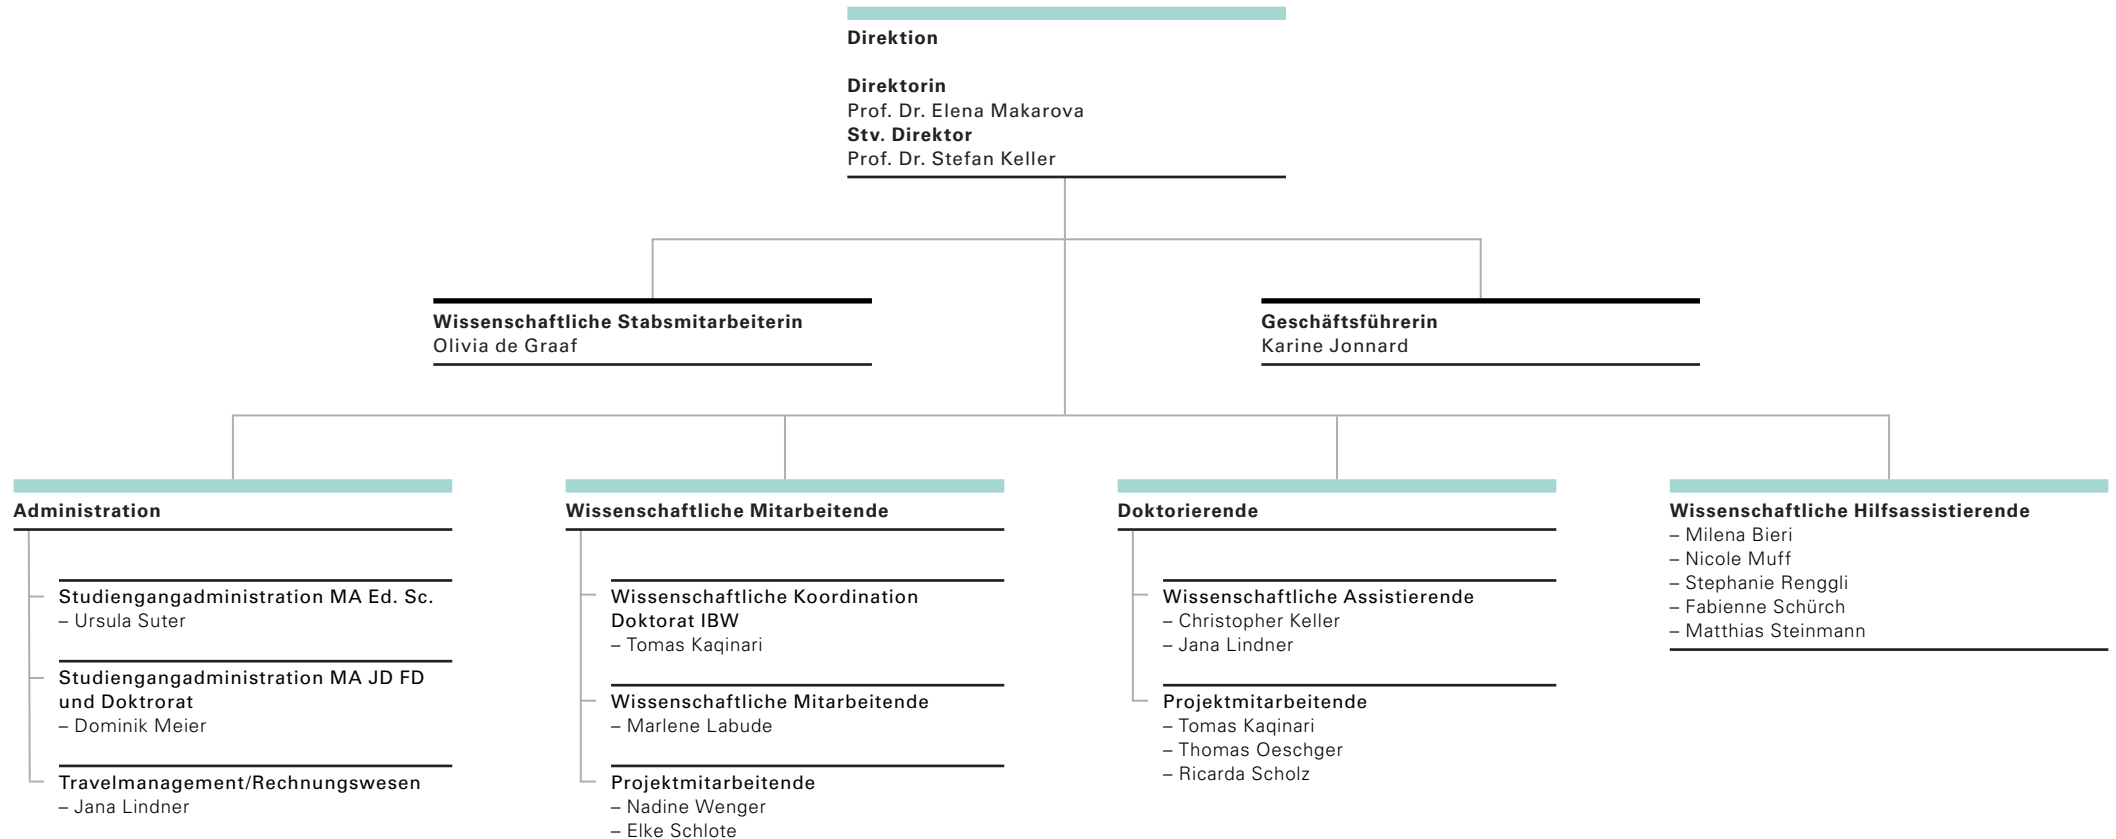 Direktion
Direktorin
Prof. Dr. Elena Makarova
Stv. Direktor
Prof. Dr. Stefan Keller
Wissenschaftliche Stabsmitarbeiterin
Olivia de Graaf
Geschäftsführerin
Karine Jonnard
Administration
Studiengangadministration MA Ed. Sc.
– Ursula Suter
Studiengangadministration MA JD FD
und Doktrorat
– Dominik Meier
Travelmanagement/Rechnungswesen
– Jana Lindner
Wissenschaftliche Mitarbeitende
Wissenschaftliche Koordination
Doktorat IBW
– Tomas Kaqinari
Wissenschaftliche Mitarbeitende
– Marlene Labude
Projektmitarbeitende
– Nadine Wenger
– Elke Schlote
Doktorierende
Wissenschaftliche Assistierende
– Christopher Keller
– Jana Lindner
Projektmitarbeitende
– Tomas Kaqinari
– Thomas Oeschger
– Ricarda Scholz
Wissenschaftliche Hilfsassistierende
– Milena Bieri
– Nicole Muff
– Stephanie Renggli
– Fabienne Schürch
– Matthias Steinmann